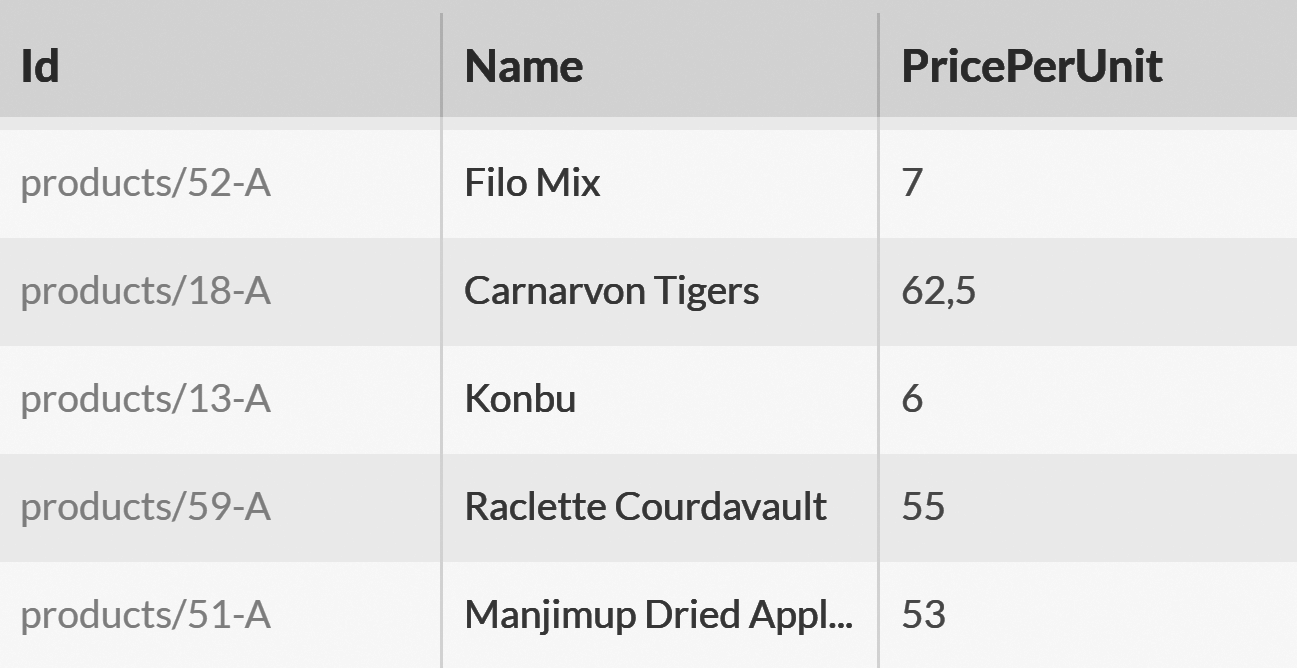 Id Name PricePerUnit
products/52-A Filo Mix 7
products/18-A Carnarvon Tigers 62,5
products/13-A Konbu 6
products/59-A Raclette Courdavault 55
products/51-A Manjimup Dried Appl... 53